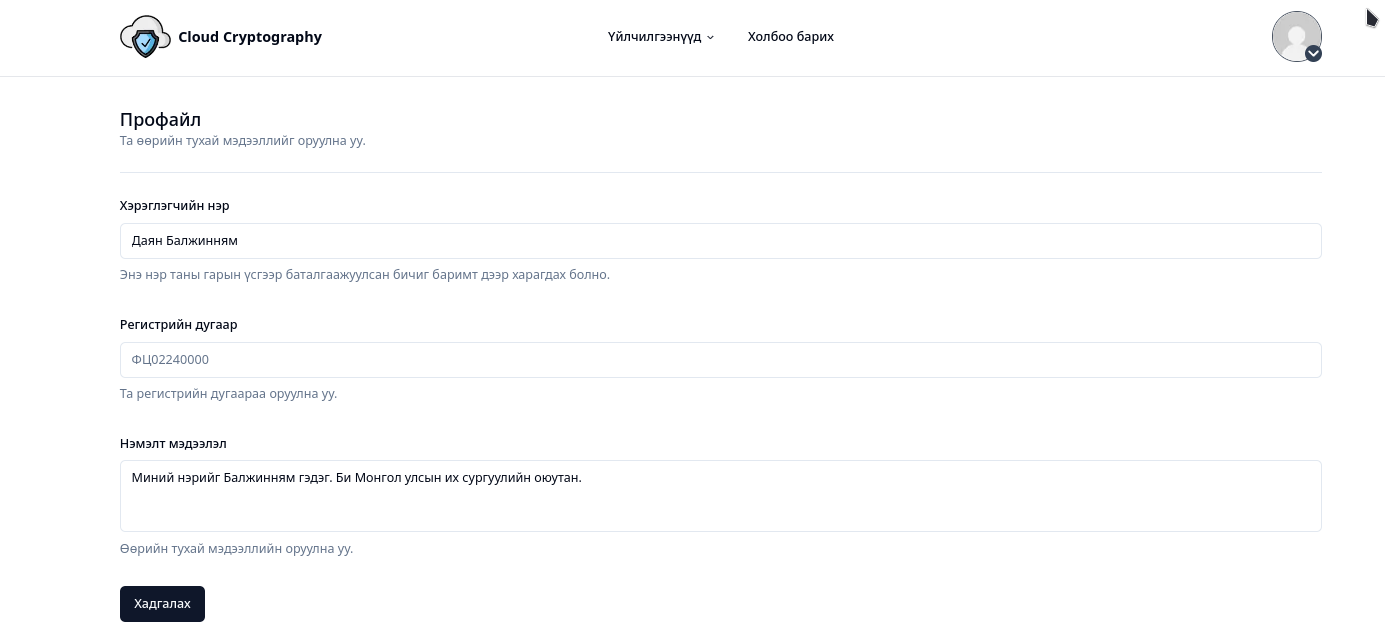 Cloud Cryptography
Үйлчилгээнүүд
Холбоо барих
Профайл
Та өөрийн тухай мэдээллийг оруулна уу.
Хэрэглэгчийн нэр
Даян Балжинням
Энэ нэр таны гарын үсгээр баталгаажуулсан бичиг баримт дээр харагдах болно.
Регистрийн дугаар
ФЦ02240000
Та регистрийн дугаараа оруулна уу.
Нэмэлт мэдээлэл
Миний нэрийг Балжинням гэдэг. Би Монгол улсын их сургуулийн оюутан.
Өөрийн тухай мэдээллийн оруулна уу.
Хадгалах